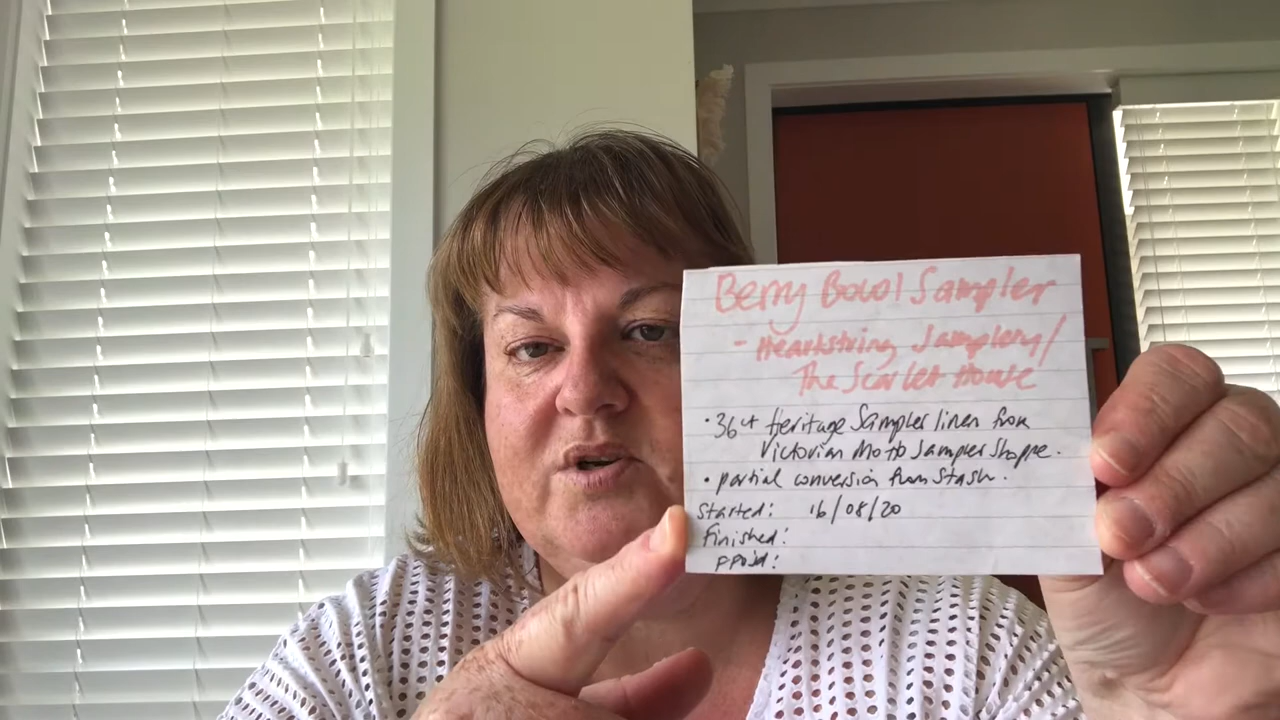 Berry Bowl Sampler
- Heartstring Samplery/
The Scarlet House
• 36ct Heritage Sampler linen from
Victorian Motto Sampler Shoppe.
• partial conversion from Stash.
Started: 16/08/20
Finished:
PPO'd: